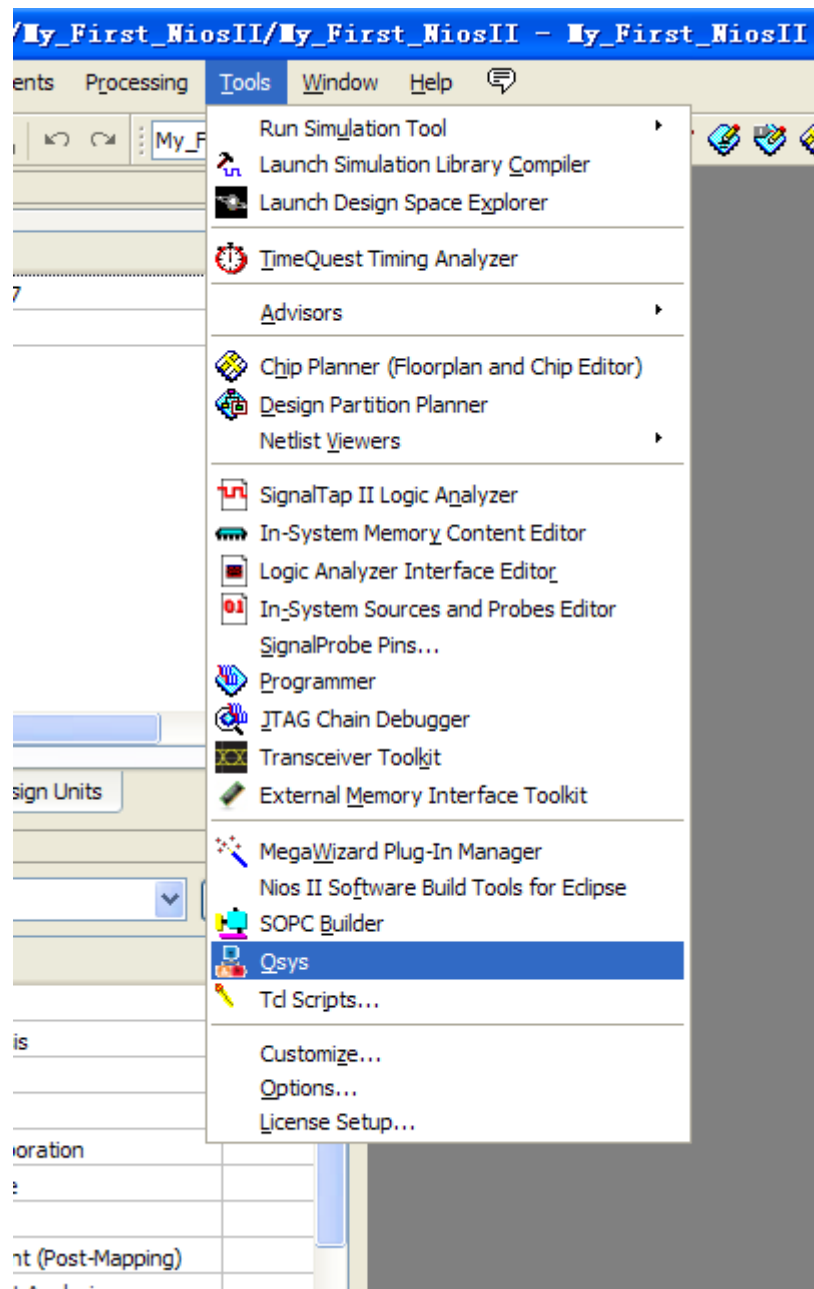 /My_First_NiosII/My_First_NiosII - My_First_NiosII
ents Processing Tools Window Help
My_F
Run Simulation Tool
Launch Simulation Library Compiler
Launch Design Space Explorer
TimeQuest Timing Analyzer
7
Advisors
Chip Planner (Floorplan and Chip Editor)
Design Partition Planner
Netlist Viewers
SignalTap II Logic Analyzer
In-System Memory Content Editor
Logic Analyzer Interface Editor
In-System Sources and Probes Editor
SignalProbe Pins...
Programmer
JTAG Chain Debugger
Transceiver Toolkit
sign Units
External Memory Interface Toolkit
MegaWizard Plug-In Manager
Nios II Software Build Tools for Eclipse
SOPC Builder
Qsys
Tcl Scripts...
is
Customize...
Options...
License Setup...
oration
e
nt (Post-Mapping)